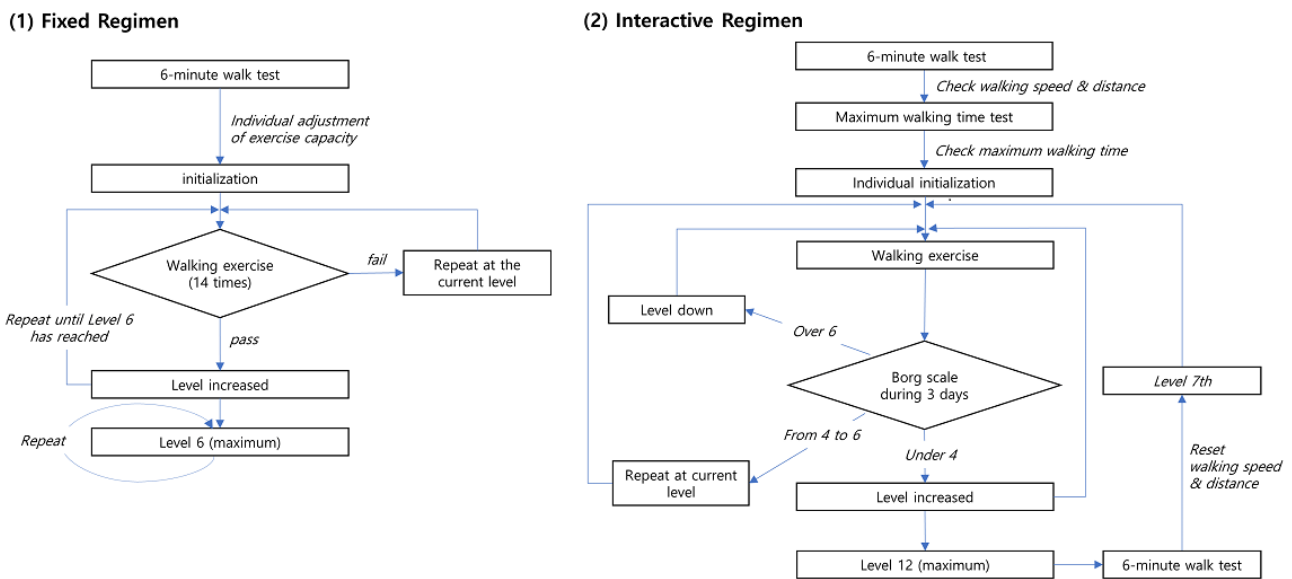 (1) Fixed Regimen
6-minute walk test
Individual adjustment
of exercise capacity
initialization
Walking exercise
(14 times)
fail
Repeat at the
current level
Repeat until Level 6
has reached
pass
Level increased
Repeat
Level 6 (maximum)
(2) Interactive Regimen
6-minute walk test
Check walking speed & distance
Maximum walking time test
Check maximum walking time
Individual initialization
Walking exercise
Level down
Over 6
Borg scale
during 3 days
Level 7th
From 4 to 6
Under 4
Repeat at current
level
Level increased
Reset
walking speed
& distance
Level 12 (maximum)
6-minute walk test